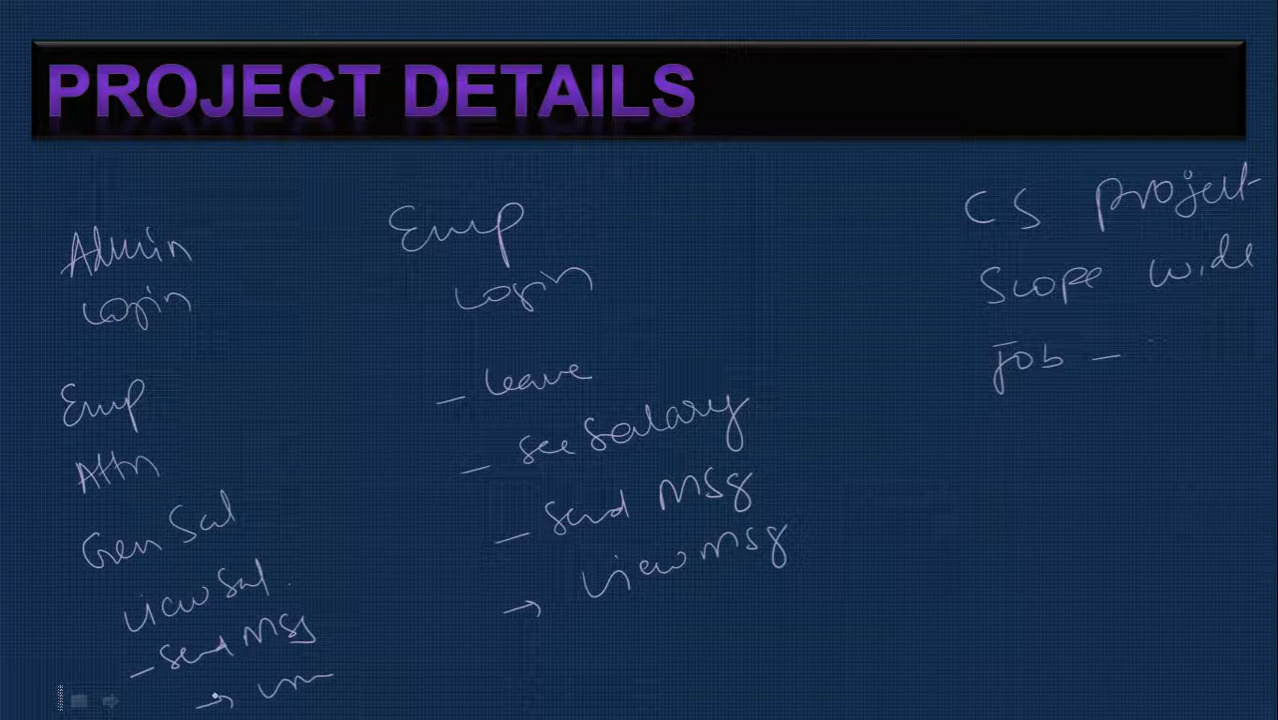 PROJECT DETAILS
Admin
Login
Emp
Attn
Gen Sal
View Sal
- Send Msg
→ vm
Emp
Login
- leave
- see Salary
- Send Msg
→ View Msg
CS project
Scope wide
Job -